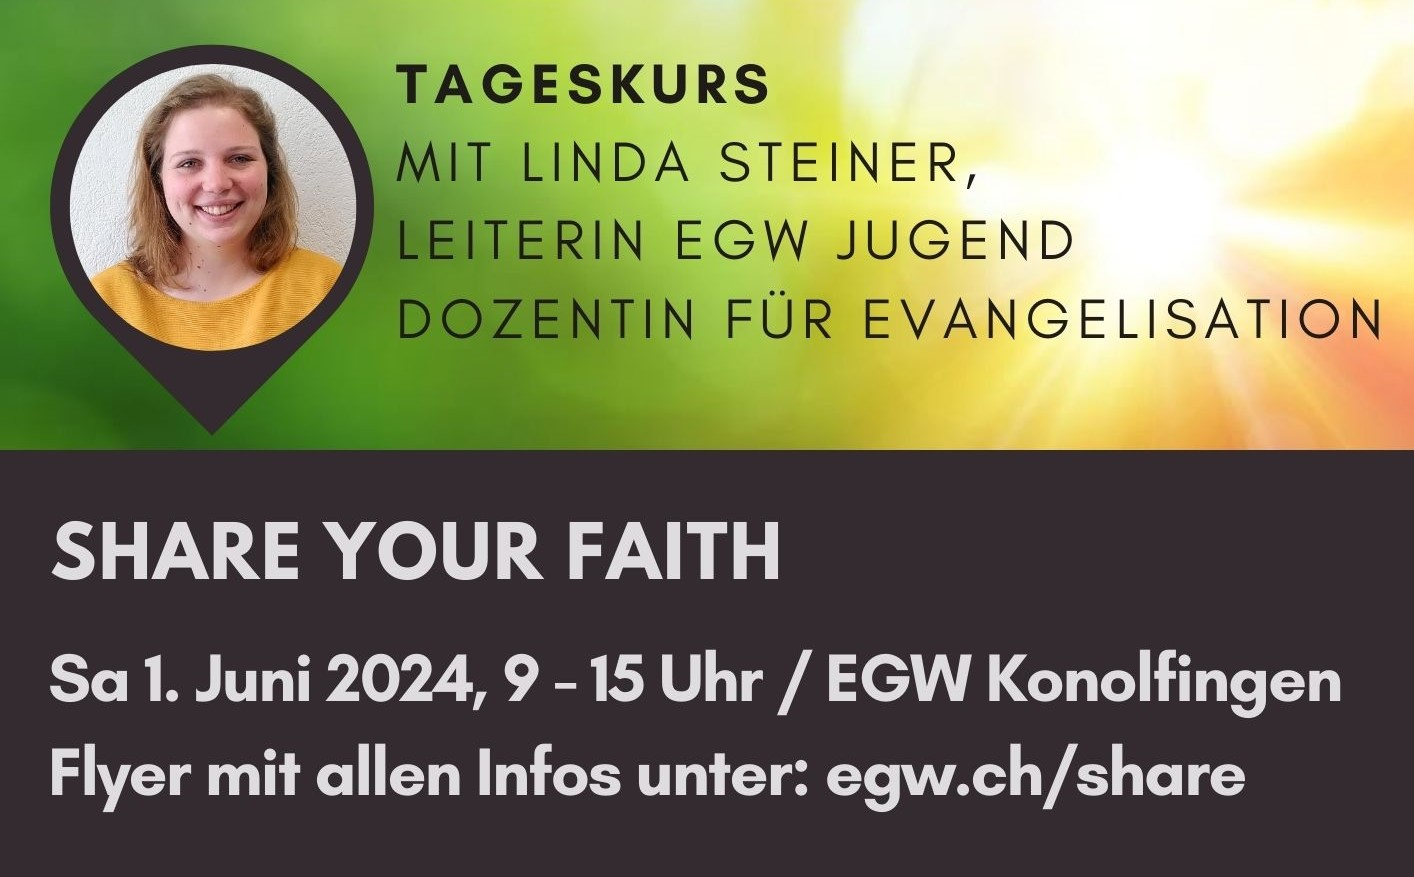 TAGESKURS
MIT LINDA STEINER,
LEITERIN EGW JUGEND
DOZENTIN FÜR EVANGELISATION
SHARE YOUR FAITH
Sa 1. Juni 2024, 9 - 15 Uhr / EGW Konolfingen
Flyer mit allen Infos unter: egw.ch/share